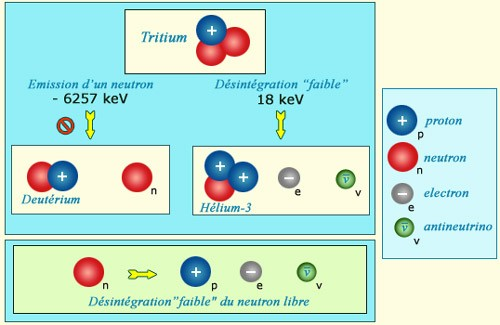 Tritium
+
Emission d'un neutron
- 6257 keV
Désintégration "faible"
18 keV
+
Deutérium
n
+
+
Hélium-3
−
e
ν̅
ν
n
+
p
−
e
ν̅
ν
Désintégration"faible" du neutron libre
+
p
proton
n
neutron
−
e
electron
ν̅
ν
antineutrino